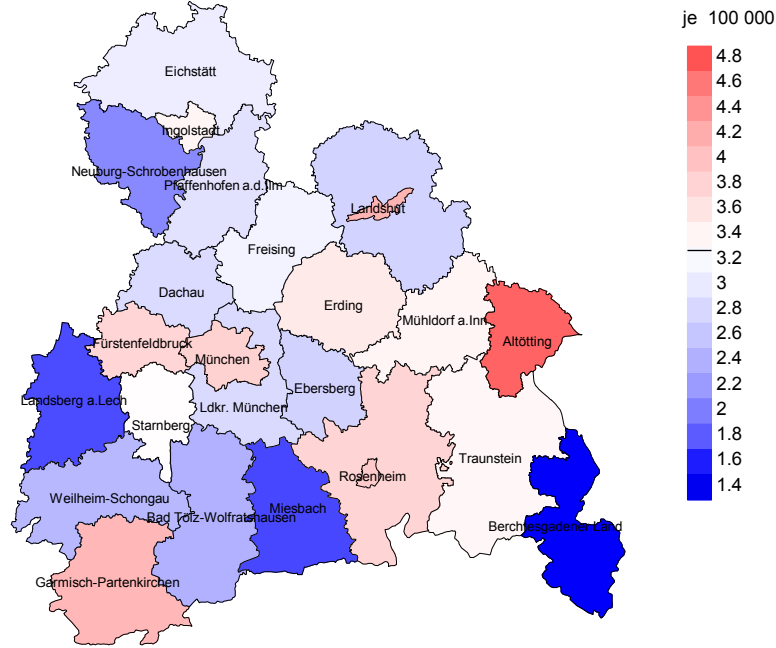 je 100 000
4.8
4.6
4.4
4.2
4
3.8
3.6
3.4
3.2
3
2.8
2.6
2.4
2.2
2
1.8
1.6
1.4
Eichstätt
Ingolstadt
Neuburg-Schrobenhausen
Pfaffenhofen a.d.Ilm
Landshut
Freising
Dachau
Erding
Mühldorf a.Inn
Altötting
Fürstenfeldbruck
München
Ebersberg
Landsberg a.Lech
Ldkr. München
Starnberg
Traunstein
Rosenheim
Weilheim-Schongau
Miesbach
Bad Tölz-Wolfratshausen
Berchtesgadener Land
Garmisch-Partenkirchen